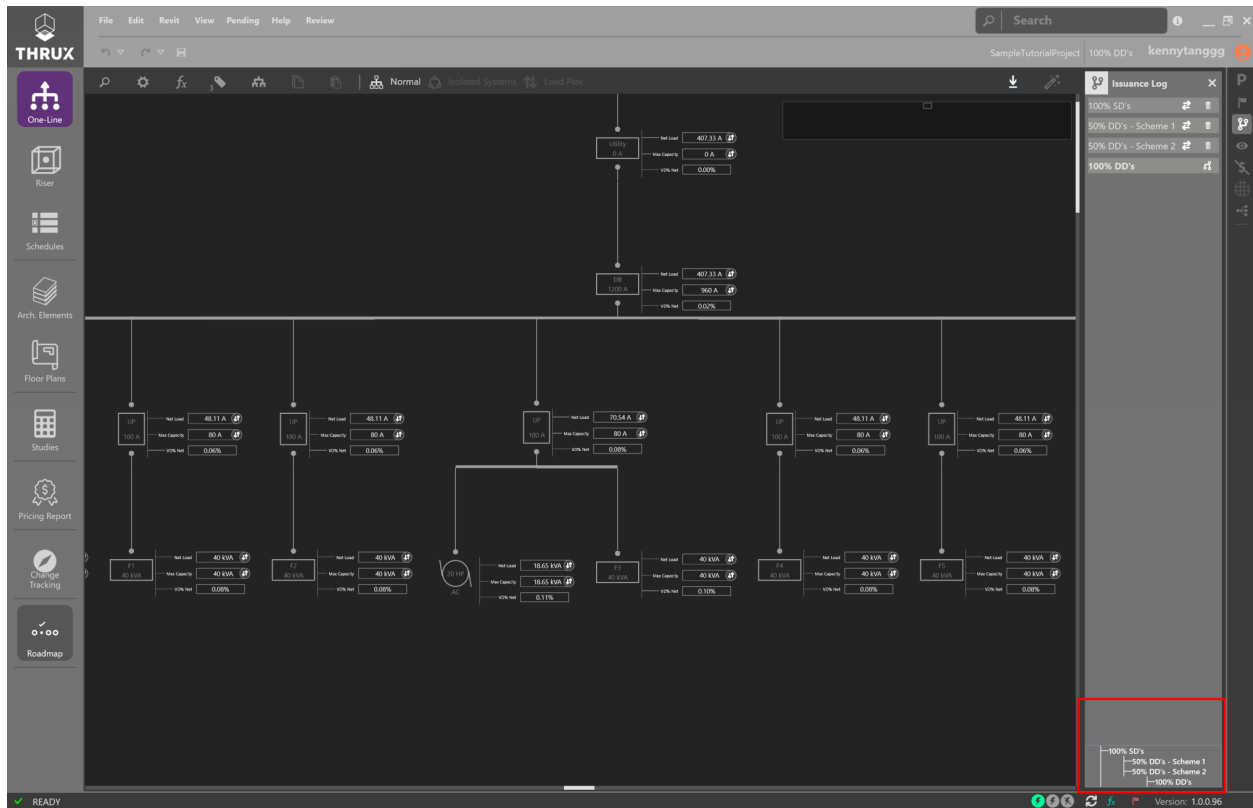 File Edit Revit View Pending Help Review
Search
THRUX
SampleTutorialProject 100% DD's kennytanggg
One-Line
Riser
Schedules
Arch. Elements
Floor Plans
Studies
Pricing Report
Change
Tracking
Roadmap
fx 3 Normal Isolated Systems Load Flow
Utility
0 A
Net Load 407.33 A
Max Capacity 0 A
VD% Net 0.00%
DB
1200 A
Net Load 407.33 A
Max Capacity 960 A
VD% Net 0.02%
UP
100 A
Net Load 48.11 A
Max Capacity 80 A
VD% Net 0.06%
UP
100 A
Net Load 48.11 A
Max Capacity 80 A
VD% Net 0.06%
UP
100 A
Net Load 70.54 A
Max Capacity 80 A
VD% Net 0.08%
UP
100 A
Net Load 48.11 A
Max Capacity 80 A
VD% Net 0.06%
UP
100 A
Net Load 48.11 A
Max Capacity 80 A
VD% Net 0.06%
F1
40 kVA
Net Load 40 kVA
Max Capacity 40 kVA
VD% Net 0.08%
F2
40 kVA
Net Load 40 kVA
Max Capacity 40 kVA
VD% Net 0.08%
20 HP
AC
Net Load 18.65 kVA
Max Capacity 18.65 kVA
VD% Net 0.11%
F3
40 kVA
Net Load 40 kVA
Max Capacity 40 kVA
VD% Net 0.10%
F4
40 kVA
Net Load 40 kVA
Max Capacity 40 kVA
VD% Net 0.08%
F5
40 kVA
Net Load 40 kVA
Max Capacity 40 kVA
VD% Net 0.08%
Issuance Log
100% SD's
50% DD's - Scheme 1
50% DD's - Scheme 2
100% DD's
P
100% SD's
50% DD's - Scheme 1
50% DD's - Scheme 2
100% DD's
READY
fx Version: 1.0.0.96